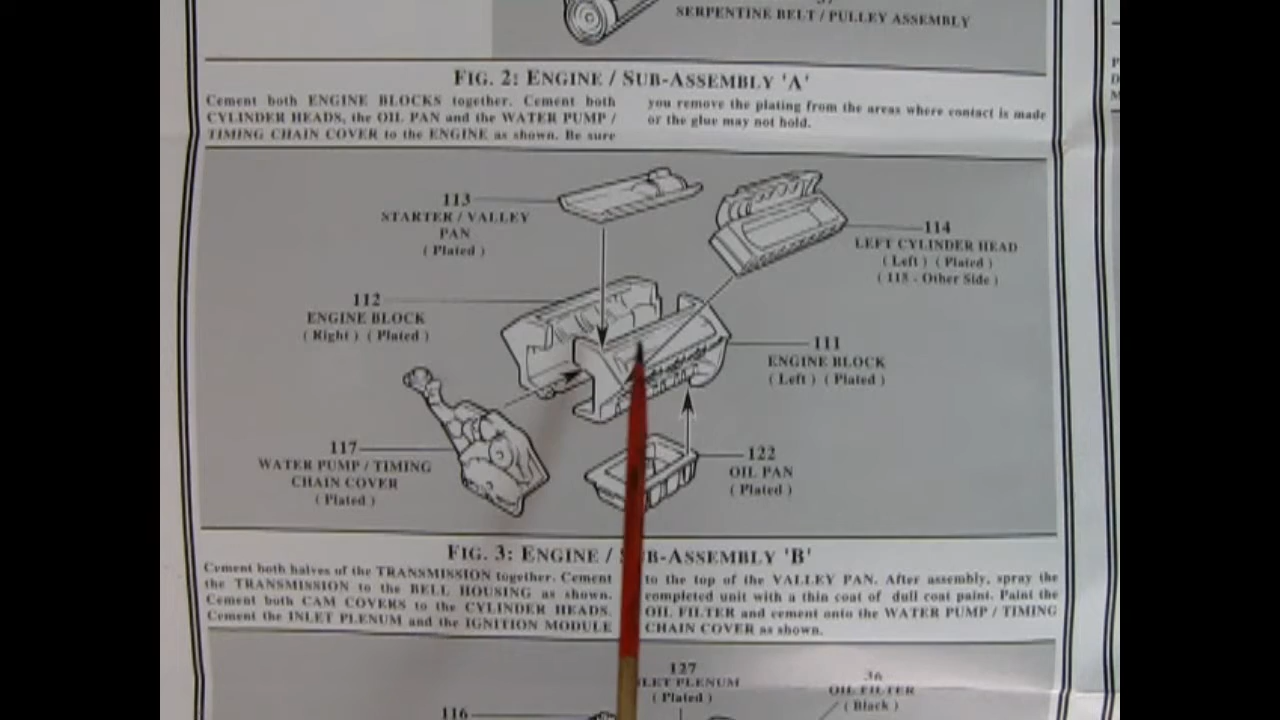 SERPENTINE BELT / PULLEY ASSEMBLY
FIG. 2: ENGINE / SUB-ASSEMBLY 'A'
Cement both ENGINE BLOCKS together. Cement both
CYLINDER HEADS, the OIL PAN and the WATER PUMP /
TIMING CHAIN COVER to the ENGINE as shown. Be sure
you remove the plating from the areas where contact is made
or the glue may not hold.
113
STARTER / VALLEY
PAN
( Plated )
114
LEFT CYLINDER HEAD
( Left ) ( Plated )
( 115 - Other Side )
112
ENGINE BLOCK
( Right ) ( Plated )
111
ENGINE BLOCK
( Left ) ( Plated )
117
WATER PUMP / TIMING
CHAIN COVER
( Plated )
122
OIL PAN
( Plated )
FIG. 3: ENGINE / SUB-ASSEMBLY 'B'
Cement both halves of the TRANSMISSION together. Cement
the TRANSMISSION to the BELL HOUSING as shown.
Cement both CAM COVERS to the CYLINDER HEADS.
Cement the INLET PLENUM and the IGNITION MODULE
to the top of the VALLEY PAN. After assembly, spray the
completed unit with a thin coat of dull coat paint. Paint the
OIL FILTER and cement onto the WATER PUMP / TIMING
CHAIN COVER as shown.
127
INLET PLENUM
( Plated )
36
OIL FILTER
( Black )
116